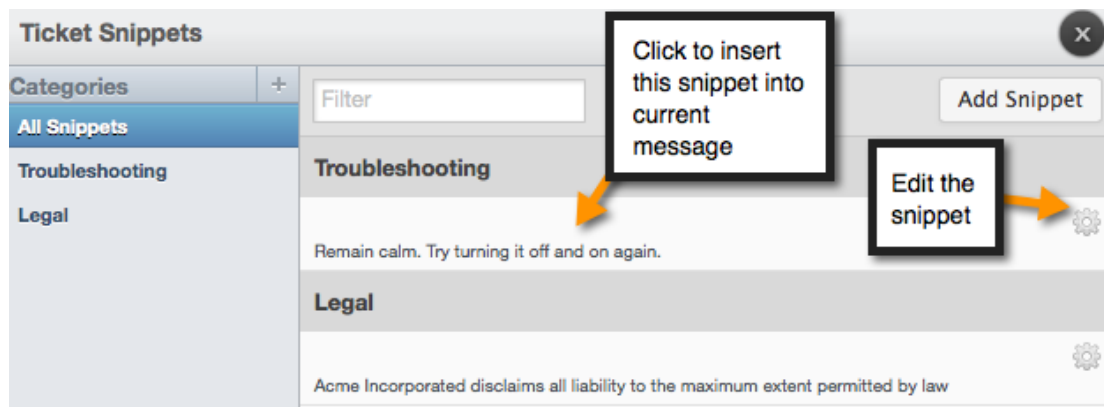 Ticket Snippets
x
Categories +
All Snippets
Troubleshooting
Legal
Filter
Click to insert
this snippet into
current
message
Add Snippet
Troubleshooting
Edit the
snippet
Remain calm. Try turning it off and on again.
Legal
Acme Incorporated disclaims all liability to the maximum extent permitted by law